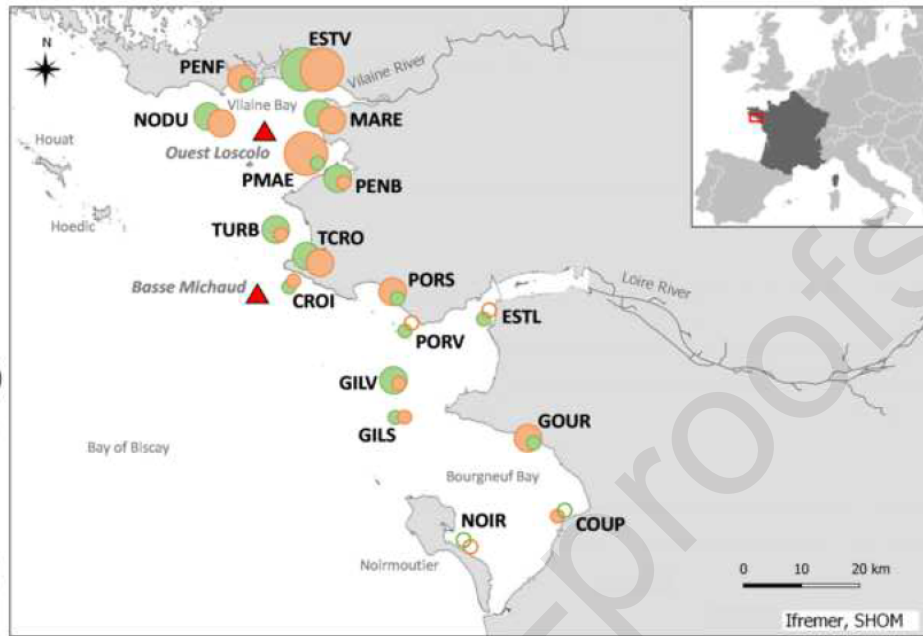 N
ESTV
PENF
Vilaine River
Vilaine Bay
NODU
MARE
Houat
Ouest Loscolo
PMAE
PENB
Hoedic
TURB
TCRO
Basse Michaud
CROI
PORS
Loire River
ESTL
PORV
GILV
GILS
GOUR
Bay of Biscay
Bourgneuf Bay
NOIR
COUP
Noirmoutier
0 10 20 km
Ifremer, SHOM
-proofs
)